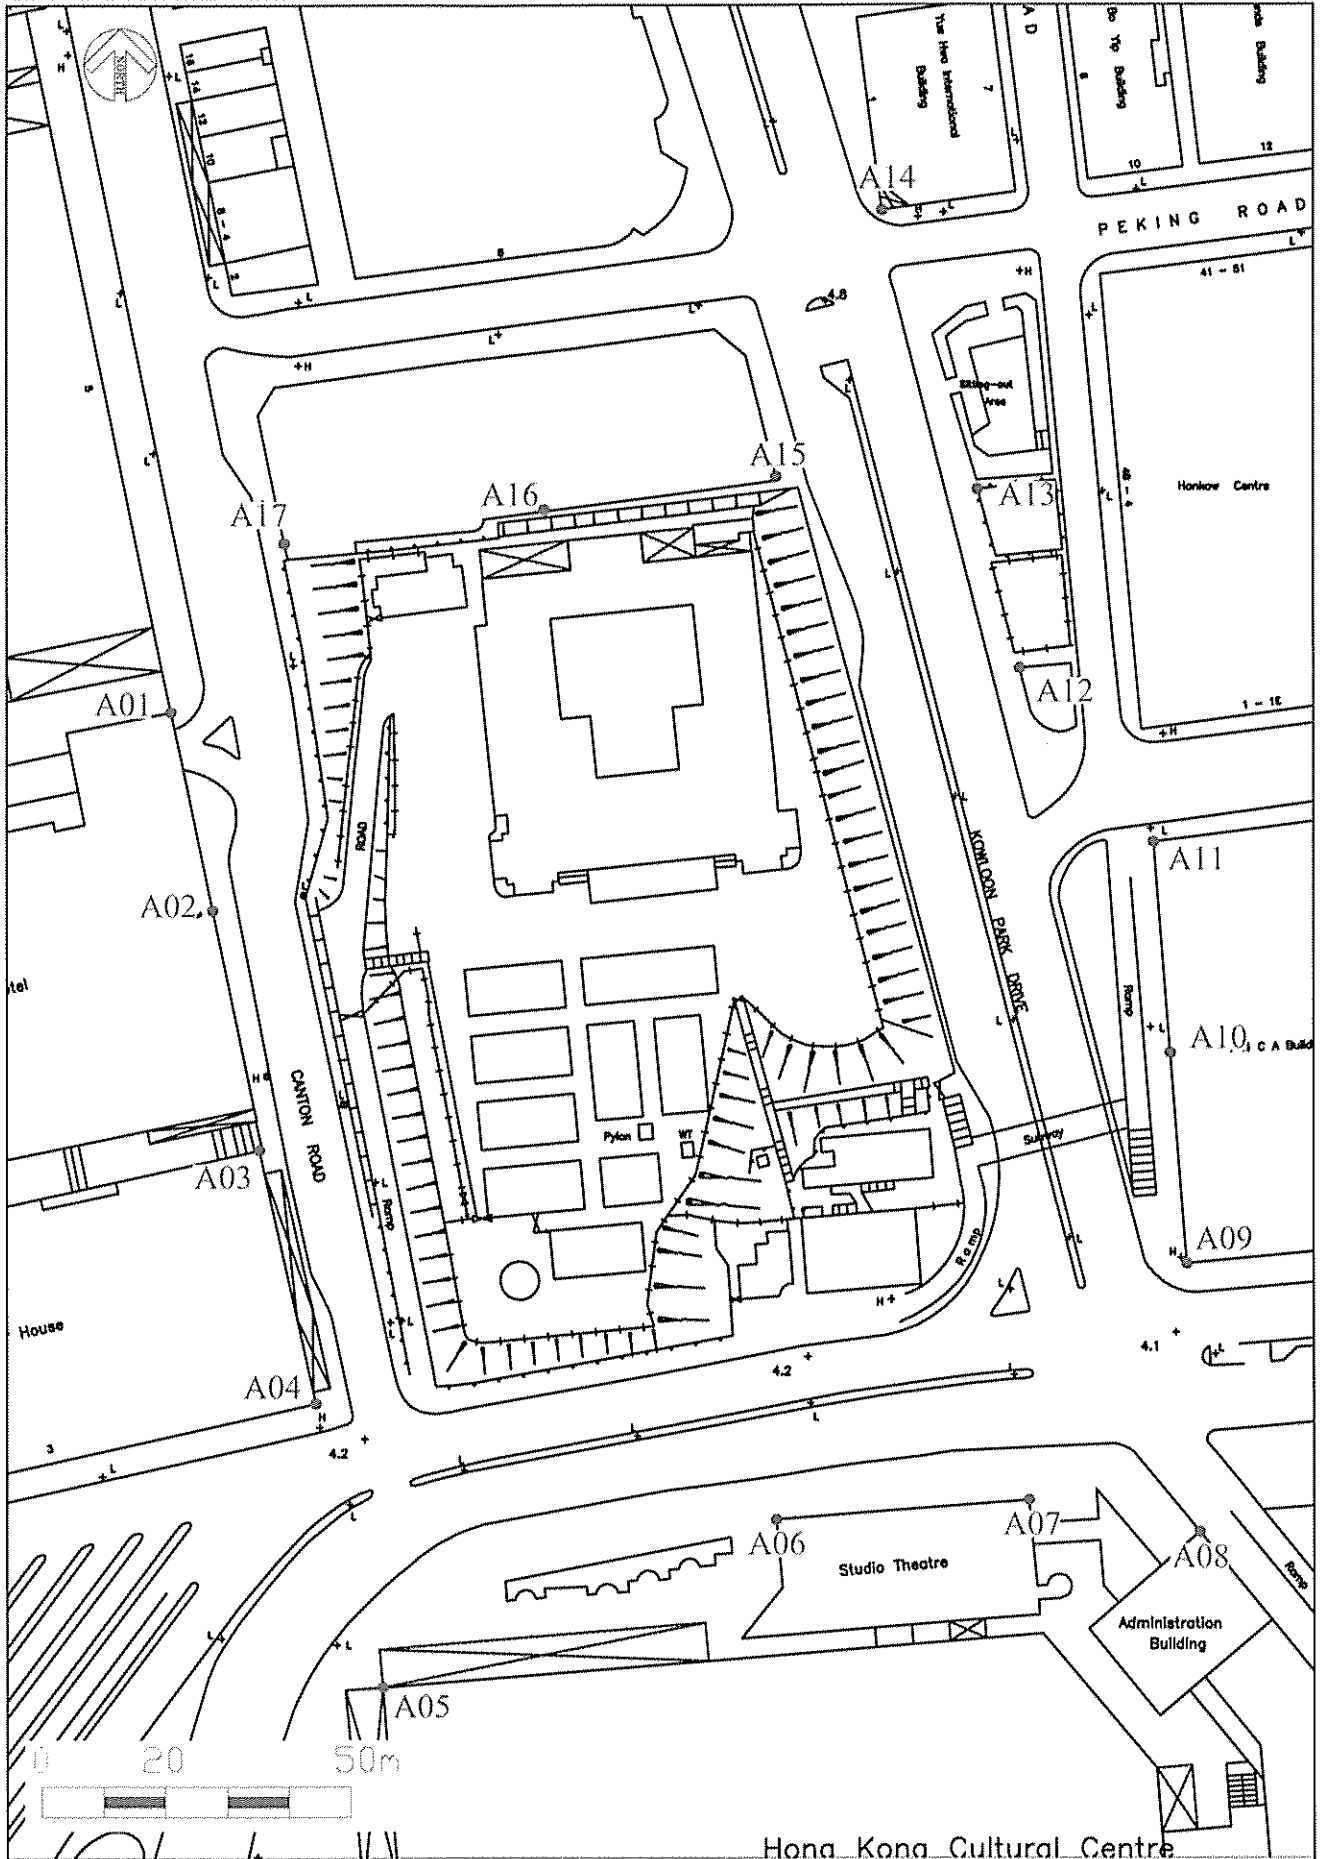 NORTH
16
14
12
10
8 - 4
2
Yue Hwa International
Building
1
7
Bo Yip Building
8
10
Building
12
A D
A14
PEKING ROAD
6
5
4.6
41 - 51
Sitting-out
Area
A15
A16
A17
A13
Hankow Centre
1 - 1E
A12
A01
A02
ROAD
KOWLOON PARK DRIVE
A11
A10
C A Build
Ramp
tel
CANTON ROAD
Pylon
WT
Subway
A03
Ramp
Ramp
A09
House
4.2
4.1
A04
3
4.2
A06
A07
A08
Studio Theatre
Ramp
Administration
Building
A05
0 20 50m
Hong Kong Cultural Centre